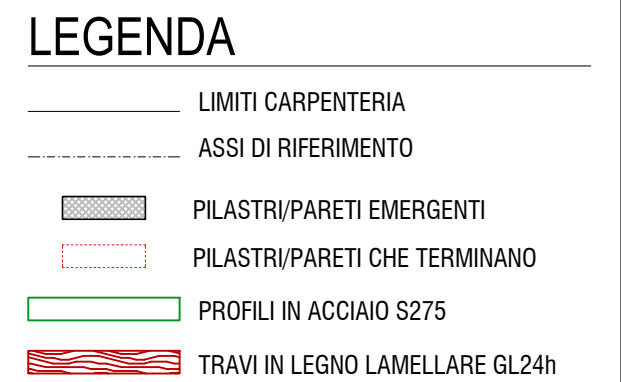 LEGENDA
LIMITI CARPENTERIA
ASSI DI RIFERIMENTO
PILASTRI/PARETI EMERGENTI
PILASTRI/PARETI CHE TERMINANO
PROFILI IN ACCIAIO S275
TRAVI IN LEGNO LAMELLARE GL24h